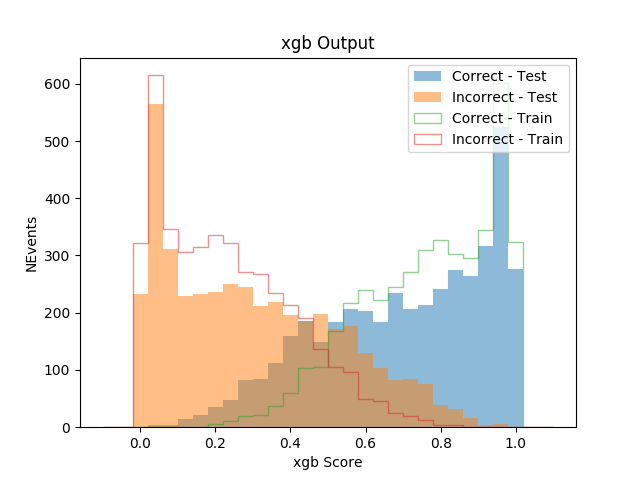 xgb Output
Correct - Test
Incorrect - Test
Correct - Train
Incorrect - Train
600
500
400
300
200
100
0
NEvents
0.0 0.2 0.4 0.6 0.8 1.0
xgb Score